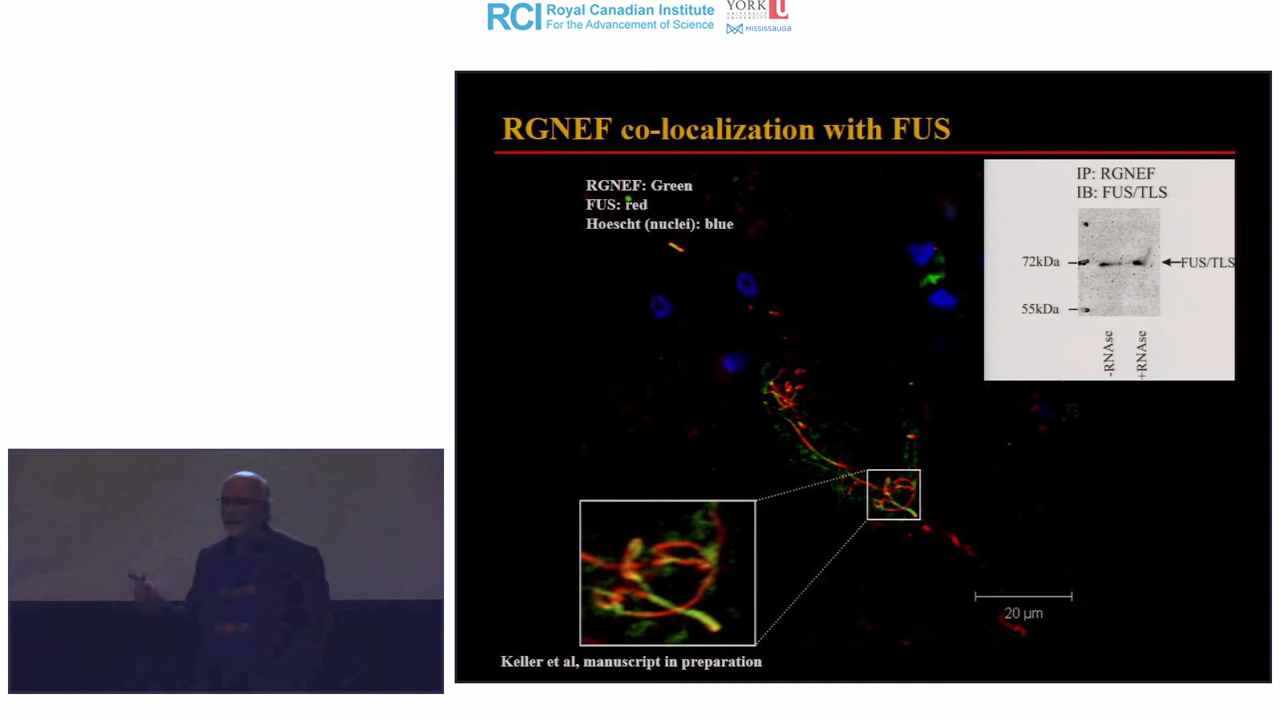 RCI Royal Canadian Institute
For the Advancement of Science
YORK U
UNIVERSITÉ
UNIVERSITY
MISSISSAUGA
RGNEF co-localization with FUS
RGNEF: Green
FUS: red
Hoescht (nuclei): blue
IP: RGNEF
IB: FUS/TLS
72kDa
FUS/TLS
55kDa
-RNAse
+RNAse
20 µm
Keller et al, manuscript in preparation